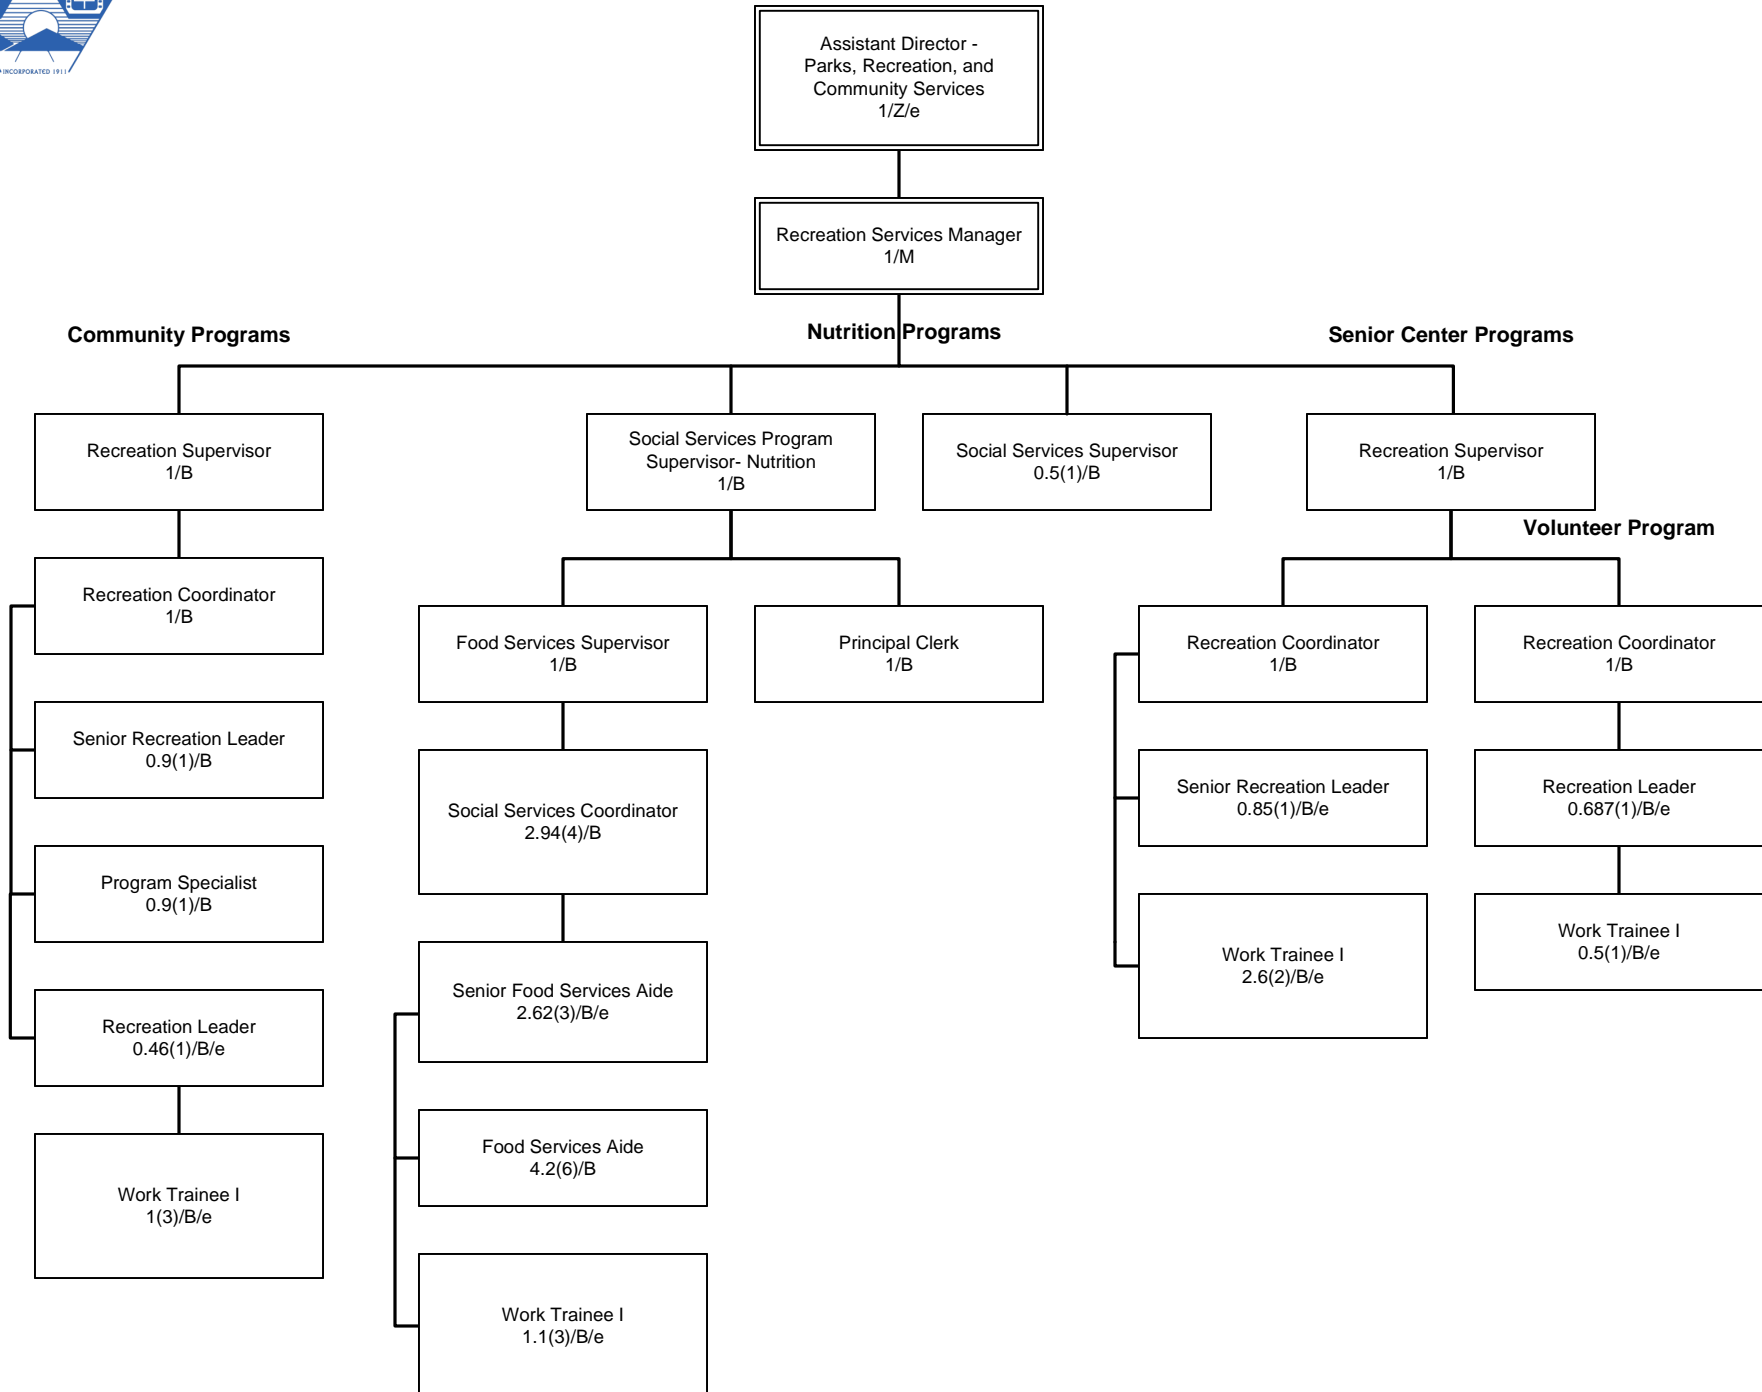 INCORPORATED 1911
Assistant Director -
Parks, Recreation, and
Community Services
1/Z/e
Recreation Services Manager
1/M
Community Programs
Nutrition Programs
Senior Center Programs
Recreation Supervisor
1/B
Social Services Program
Supervisor- Nutrition
1/B
Social Services Supervisor
0.5(1)/B
Recreation Supervisor
1/B
Volunteer Program
Recreation Coordinator
1/B
Food Services Supervisor
1/B
Principal Clerk
1/B
Recreation Coordinator
1/B
Recreation Coordinator
1/B
Senior Recreation Leader
0.9(1)/B
Social Services Coordinator
2.94(4)/B
Senior Recreation Leader
0.85(1)/B/e
Recreation Leader
0.687(1)/B/e
Program Specialist
0.9(1)/B
Work Trainee I
2.6(2)/B/e
Work Trainee I
0.5(1)/B/e
Senior Food Services Aide
2.62(3)/B/e
Recreation Leader
0.46(1)/B/e
Food Services Aide
4.2(6)/B
Work Trainee I
1(3)/B/e
Work Trainee I
1.1(3)/B/e